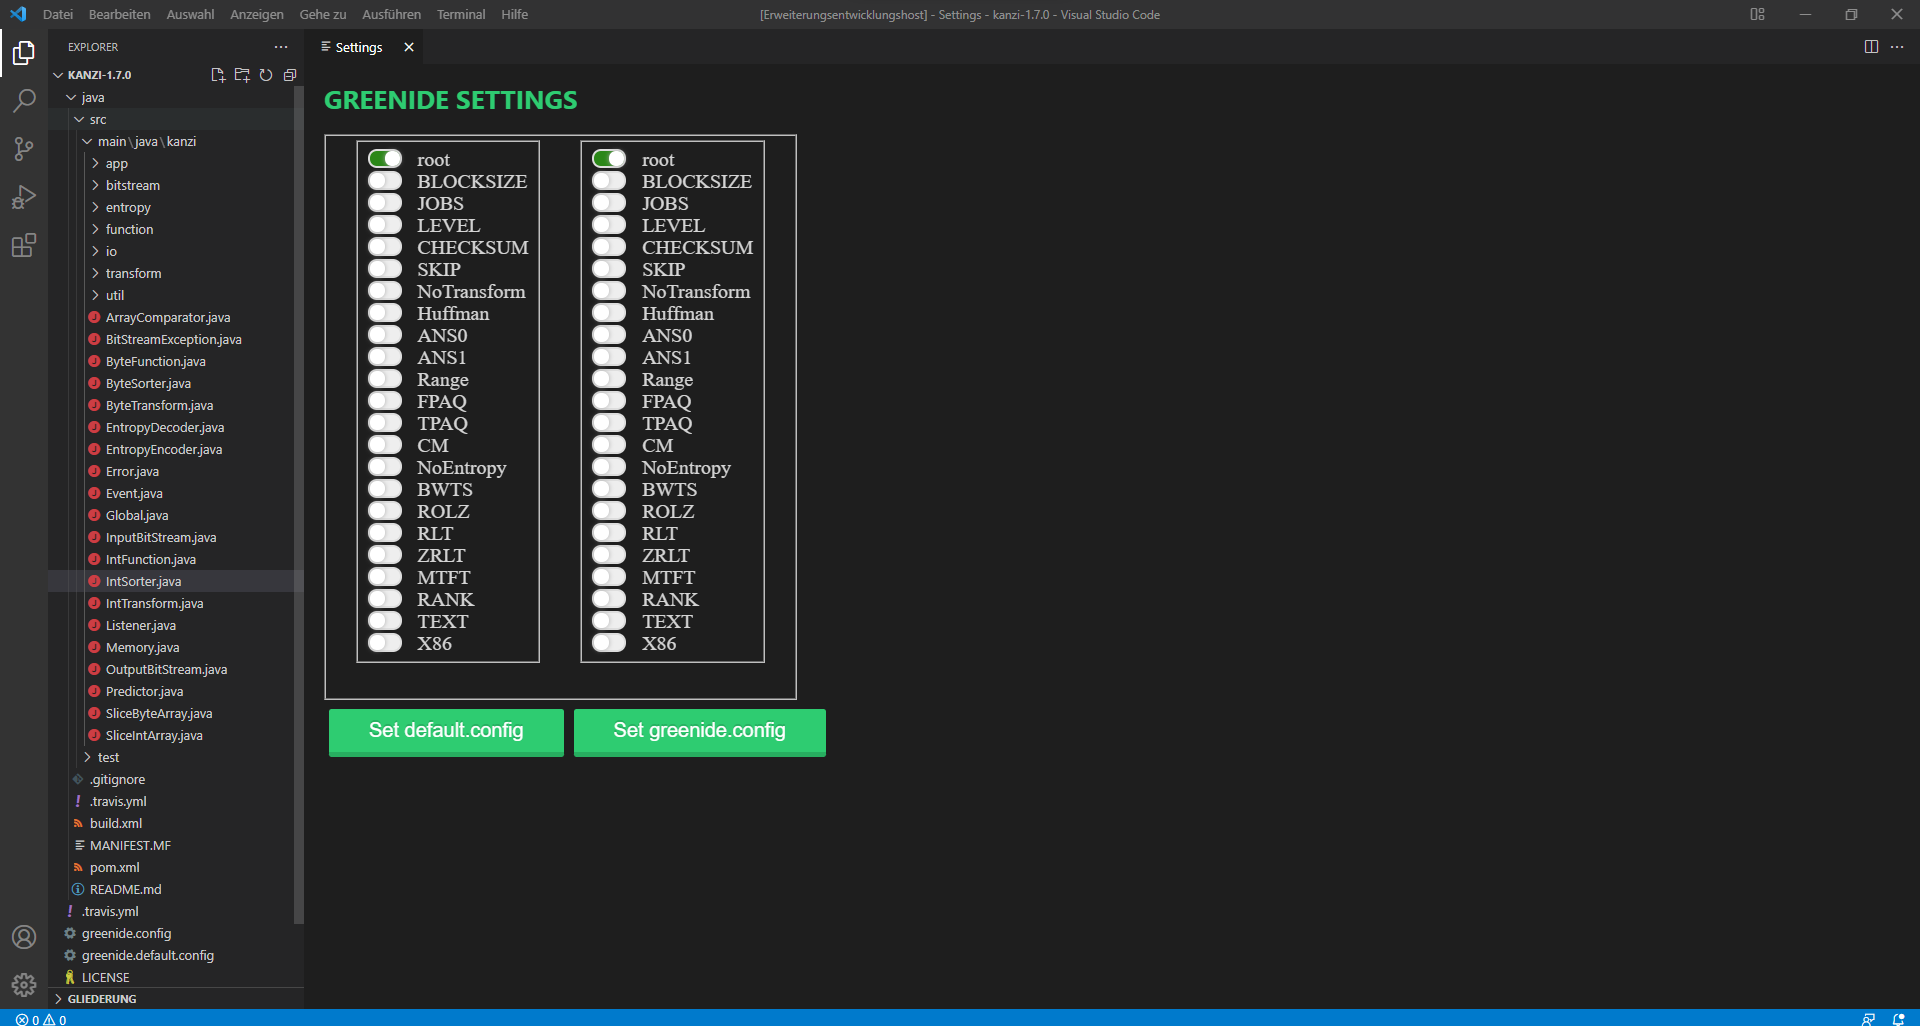 Datei Bearbeiten Auswahl Anzeigen Gehe zu Ausführen Terminal Hilfe [Erweiterungsentwicklungshost] - Settings - kanzi-1.7.0 - Visual Studio Code
EXPLORER
KANZI-1.7.0
java
src
main\java\kanzi
app
bitstream
entropy
function
io
transform
util
ArrayComparator.java
BitStreamException.java
ByteFunction.java
ByteSorter.java
ByteTransform.java
EntropyDecoder.java
EntropyEncoder.java
Error.java
Event.java
Global.java
InputBitStream.java
IntFunction.java
IntSorter.java
IntTransform.java
Listener.java
Memory.java
OutputBitStream.java
Predictor.java
SliceByteArray.java
SliceIntArray.java
test
.gitignore
.travis.yml
build.xml
MANIFEST.MF
pom.xml
README.md
.travis.yml
greenide.config
greenide.default.config
LICENSE
GLIEDERUNG
0 0
Settings
GREENIDE SETTINGS
root
BLOCKSIZE
JOBS
LEVEL
CHECKSUM
SKIP
NoTransform
Huffman
ANS0
ANS1
Range
FPAQ
TPAQ
CM
NoEntropy
BWTS
ROLZ
RLT
ZRLT
MTFT
RANK
TEXT
X86
root
BLOCKSIZE
JOBS
LEVEL
CHECKSUM
SKIP
NoTransform
Huffman
ANS0
ANS1
Range
FPAQ
TPAQ
CM
NoEntropy
BWTS
ROLZ
RLT
ZRLT
MTFT
RANK
TEXT
X86
Set default.config
Set greenide.config